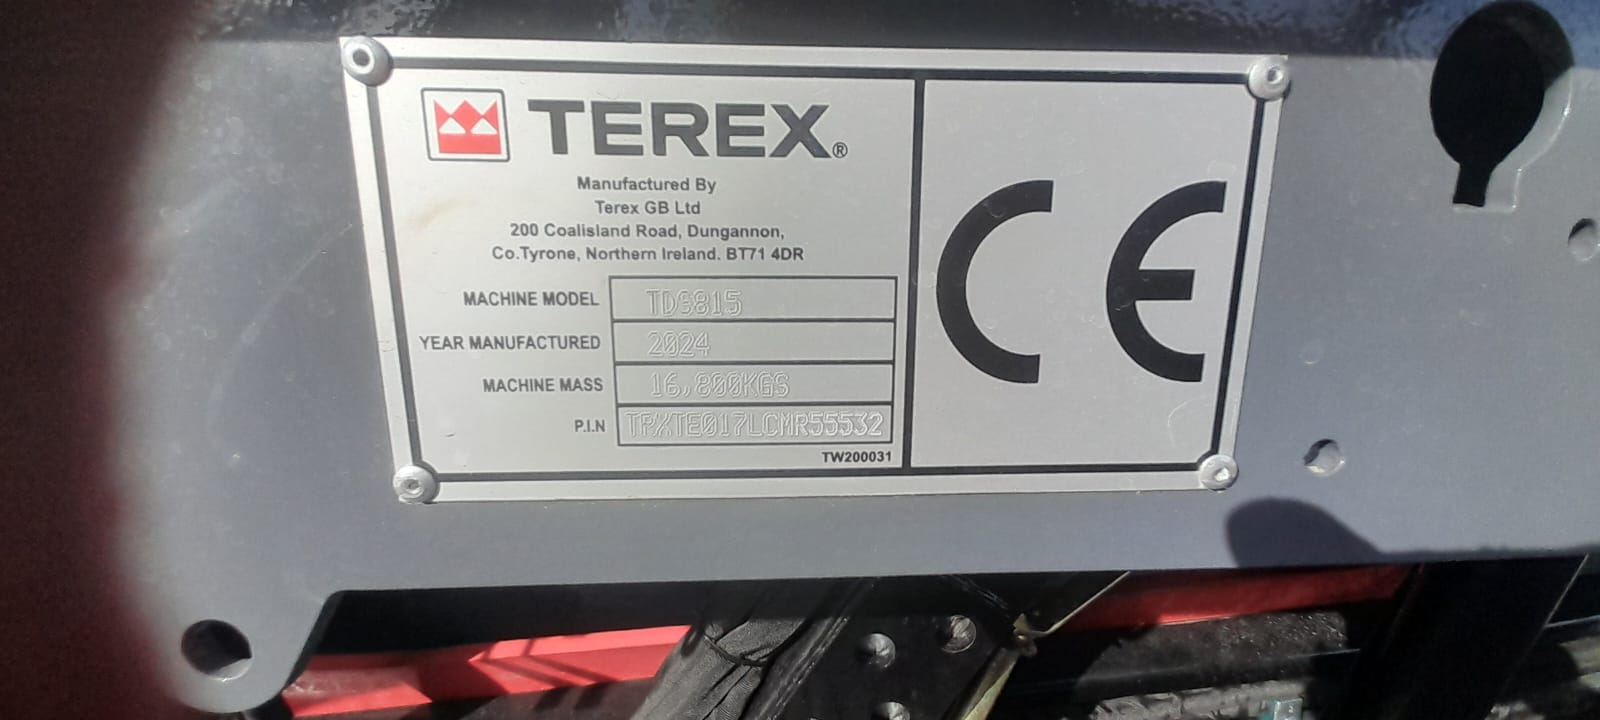 TEREX®
Manufactured By
Terex GB Ltd
200 Coalisland Road, Dungannon,
Co.Tyrone, Northern Ireland. BT71 4DR
MACHINE MODEL TDS815
YEAR MANUFACTURED 2024
MACHINE MASS 16,800KGS
P.I.N TRXTE017LCMR55532
TW200031
CE